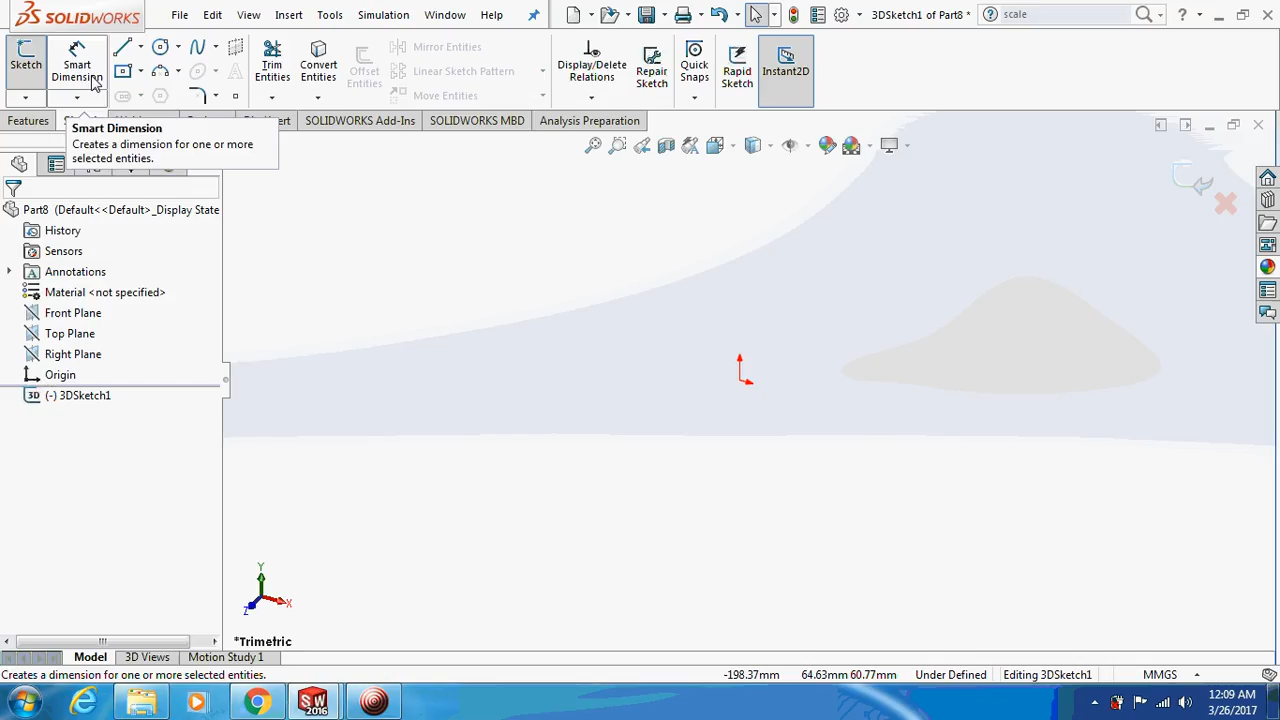 SOLIDWORKS
File
Edit
View
Insert
Tools
Simulation
Window
Help
3DSketch1 of Part8 *
scale
Sketch
Smart Dimension
Trim Entities
Convert Entities
Offset Entities
Mirror Entities
Linear Sketch Pattern
Move Entities
Display/Delete Relations
Repair Sketch
Quick Snaps
Rapid Sketch
Instant2D
Features
SOLIDWORKS Add-Ins
SOLIDWORKS MBD
Analysis Preparation
Smart Dimension
Creates a dimension for one or more
selected entities.
Part8 (Default<<Default>_Display State
History
Sensors
Annotations
Material <not specified>
Front Plane
Top Plane
Right Plane
Origin
3D (-) 3DSketch1
Y
X
Z
*Trimetric
Model
3D Views
Motion Study 1
Creates a dimension for one or more selected entities.
-198.37mm
64.63mm 60.77mm
Under Defined
Editing 3DSketch1
MMGS
SW 2016
12:09 AM
3/26/2017